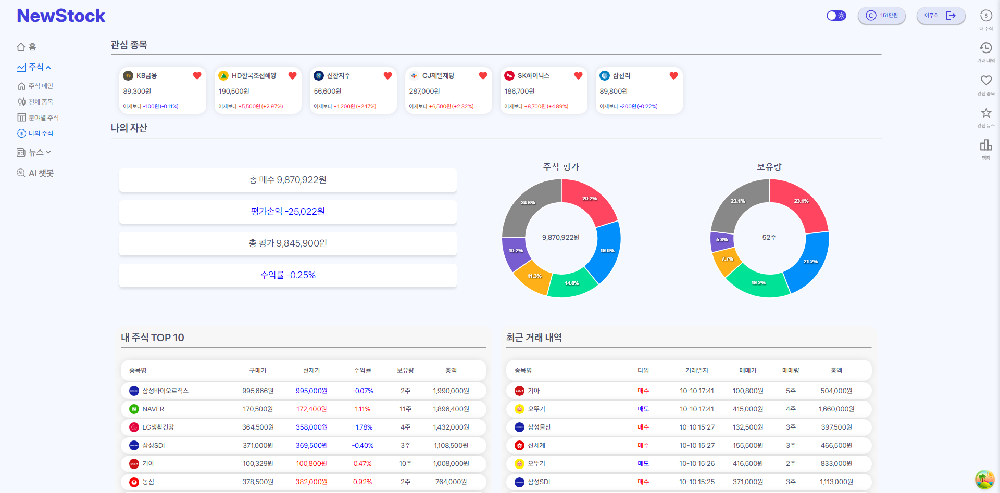 NewStock
151만원
이주호
홈
주식
주식 메인
전체 종목
분야별 주식
나의 주식
뉴스
AI 챗봇
관심 종목
KB금융
89,300원
어제보다 -100원 (-0.11%)
HD한국조선해양
190,500원
어제보다 +5,500원 (+2.97%)
신한지주
56,600원
어제보다 +1,200원 (+2.17%)
CJ제일제당
287,000원
어제보다 +6,500원 (+2.32%)
SK하이닉스
186,700원
어제보다 +8,700원 (+4.89%)
삼천리
89,800원
어제보다 -200원 (-0.22%)
나의 자산
총 매수 9,870,922원
평가손익 -25,022원
총 평가 9,845,900원
수익률 -0.25%
주식 평가
24.6%
20.2%
9,870,922원
10.2%
19.0%
11.3%
14.8%
보유량
23.1%
23.1%
52주
5.8%
7.7%
21.2%
19.2%
내 주식 TOP 10
종목명 구매가 현재가 수익률 보유량 총액
삼성바이오로직스 995,666원 995,000원 -0.07% 2주 1,990,000원
NAVER 170,500원 172,400원 1.11% 11주 1,896,400원
LG생활건강 364,500원 358,000원 -1.78% 4주 1,432,000원
삼성SDI 371,000원 369,500원 -0.40% 3주 1,108,500원
기아 100,329원 100,800원 0.47% 10주 1,008,000원
농심 378,500원 382,000원 0.92% 2주 764,000원
최근 거래 내역
종목명 타입 거래일자 매매가 매매량 총액
기아 매수 10-10 17:41 100,800원 5주 504,000원
오뚜기 매도 10-10 17:41 415,000원 4주 1,660,000원
삼성물산 매수 10-10 15:27 132,500원 3주 397,500원
신세계 매수 10-10 15:27 155,500원 3주 466,500원
오뚜기 매도 10-10 15:26 416,500원 2주 833,000원
삼성SDI 매수 10-10 15:25 371,000원 3주 1,113,000원
내 주식
거래 내역
관심 종목
관심 뉴스
랭킹